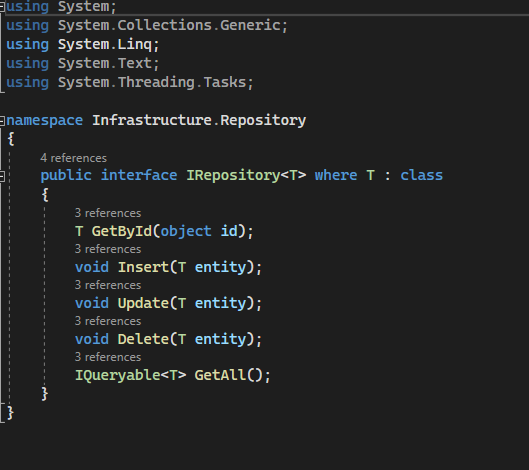 using System;
using System.Collections.Generic;
using System.Linq;
using System.Text;
using System.Threading.Tasks;
namespace Infrastructure.Repository
{
4 references
public interface IRepository<T> where T : class
{
3 references
T GetById(object id);
3 references
void Insert(T entity);
3 references
void Update(T entity);
3 references
void Delete(T entity);
3 references
IQueryable<T> GetAll();
}
}